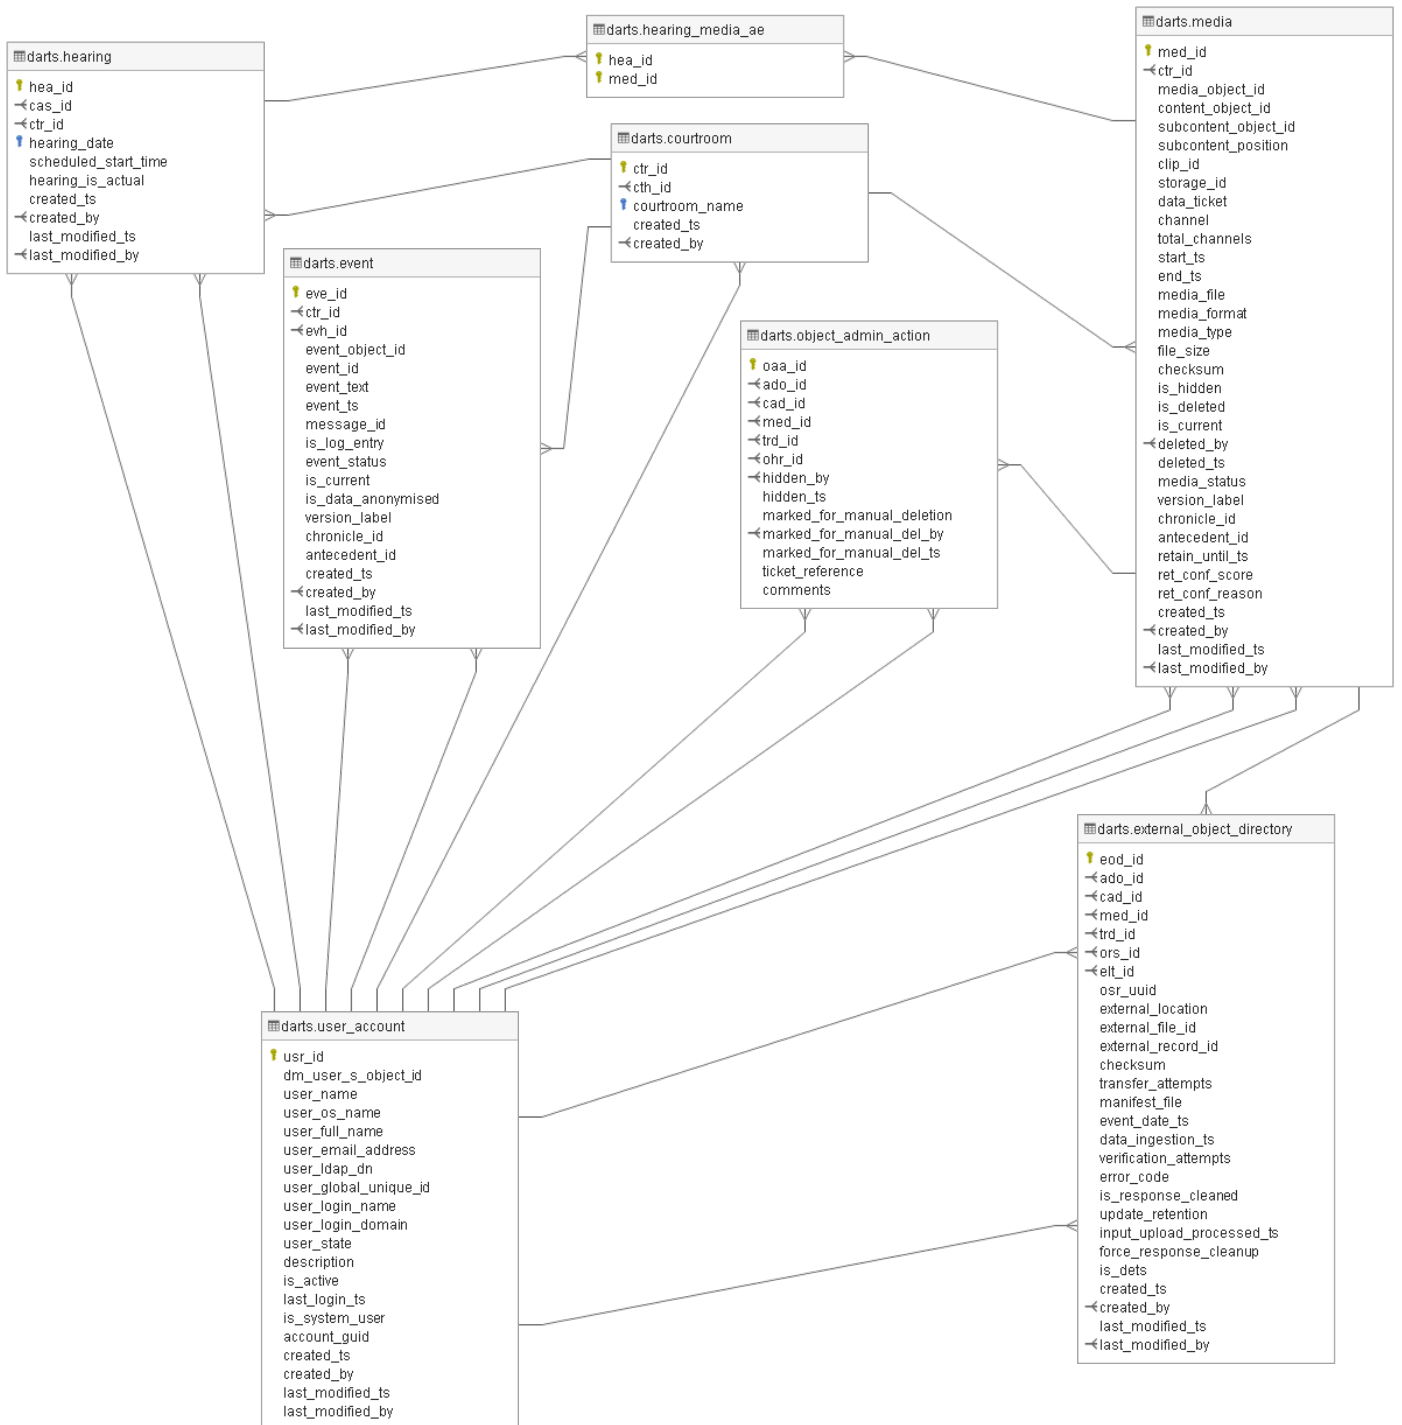 darts.hearing
hea_id
cas_id
ctr_id
hearing_date
scheduled_start_time
hearing_is_actual
created_ts
created_by
last_modified_ts
last_modified_by
darts.hearing_media_ae
hea_id
med_id
darts.media
med_id
ctr_id
media_object_id
content_object_id
subcontent_object_id
subcontent_position
clip_id
storage_id
data_ticket
channel
total_channels
start_ts
end_ts
media_file
media_format
media_type
file_size
checksum
is_hidden
is_deleted
is_current
deleted_by
deleted_ts
media_status
version_label
chronicle_id
antecedent_id
retain_until_ts
ret_conf_score
ret_conf_reason
created_ts
created_by
last_modified_ts
last_modified_by
darts.courtroom
ctr_id
cth_id
courtroom_name
created_ts
created_by
darts.event
eve_id
ctr_id
evh_id
event_object_id
event_id
event_text
event_ts
message_id
is_log_entry
event_status
is_current
is_data_anonymised
version_label
chronicle_id
antecedent_id
created_ts
created_by
last_modified_ts
last_modified_by
darts.object_admin_action
oaa_id
ado_id
cad_id
med_id
trd_id
ohr_id
hidden_by
hidden_ts
marked_for_manual_deletion
marked_for_manual_del_by
marked_for_manual_del_ts
ticket_reference
comments
darts.external_object_directory
eod_id
ado_id
cad_id
med_id
trd_id
ors_id
elt_id
osr_uuid
external_location
external_file_id
external_record_id
checksum
transfer_attempts
manifest_file
event_date_ts
data_ingestion_ts
verification_attempts
error_code
is_response_cleaned
update_retention
input_upload_processed_ts
force_response_cleanup
is_dets
created_ts
created_by
last_modified_ts
last_modified_by
darts.user_account
usr_id
dm_user_s_object_id
user_name
user_os_name
user_full_name
user_email_address
user_ldap_dn
user_global_unique_id
user_login_name
user_login_domain
user_state
description
is_active
last_login_ts
is_system_user
account_guid
created_ts
created_by
last_modified_ts
last_modified_by